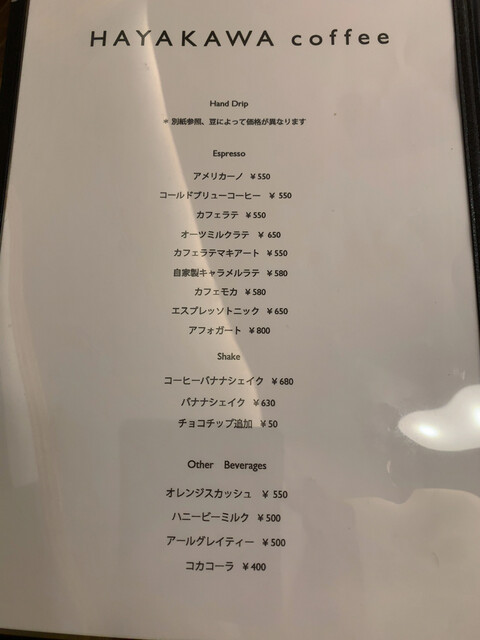 HAYAKAWA coffee
Hand Drip
※ 別紙参照、豆によって価格が異なります
Espresso
アメリカーノ ¥550
コールドブリューコーヒー ¥ 550
カフェラテ ¥550
オーツミルクラテ ¥ 650
カフェラテマキアート ¥550
自家製キャラメルラテ ¥580
カフェモカ ¥580
エスプレッソトニック ¥650
アフォガート ¥800
Shake
コーヒーバナナシェイク ¥680
バナナシェイク ¥630
チョコチップ追加 ¥50
Other Beverages
オレンジスカッシュ ¥ 550
ハニービーミルク ¥500
アールグレイティー ¥500
コカコーラ ¥400